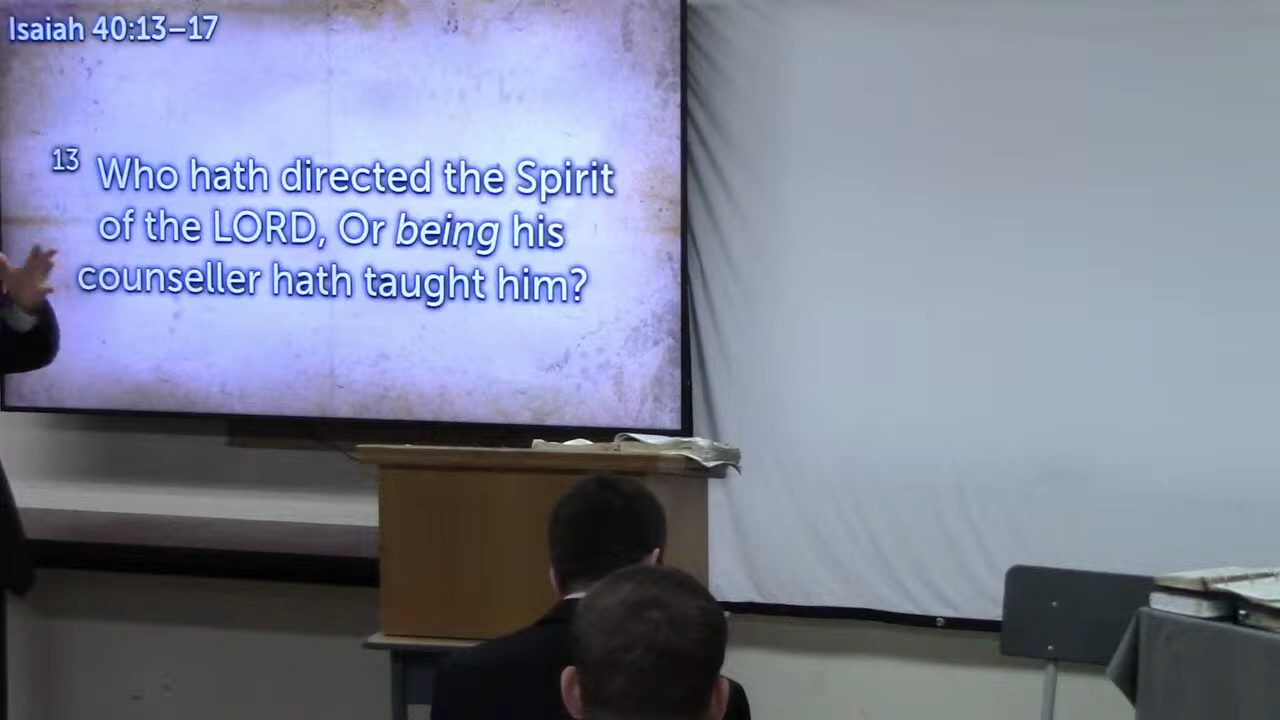 Isaiah 40:13–17
13 Who hath directed the Spirit
of the LORD, Or being his
counseller hath taught him?